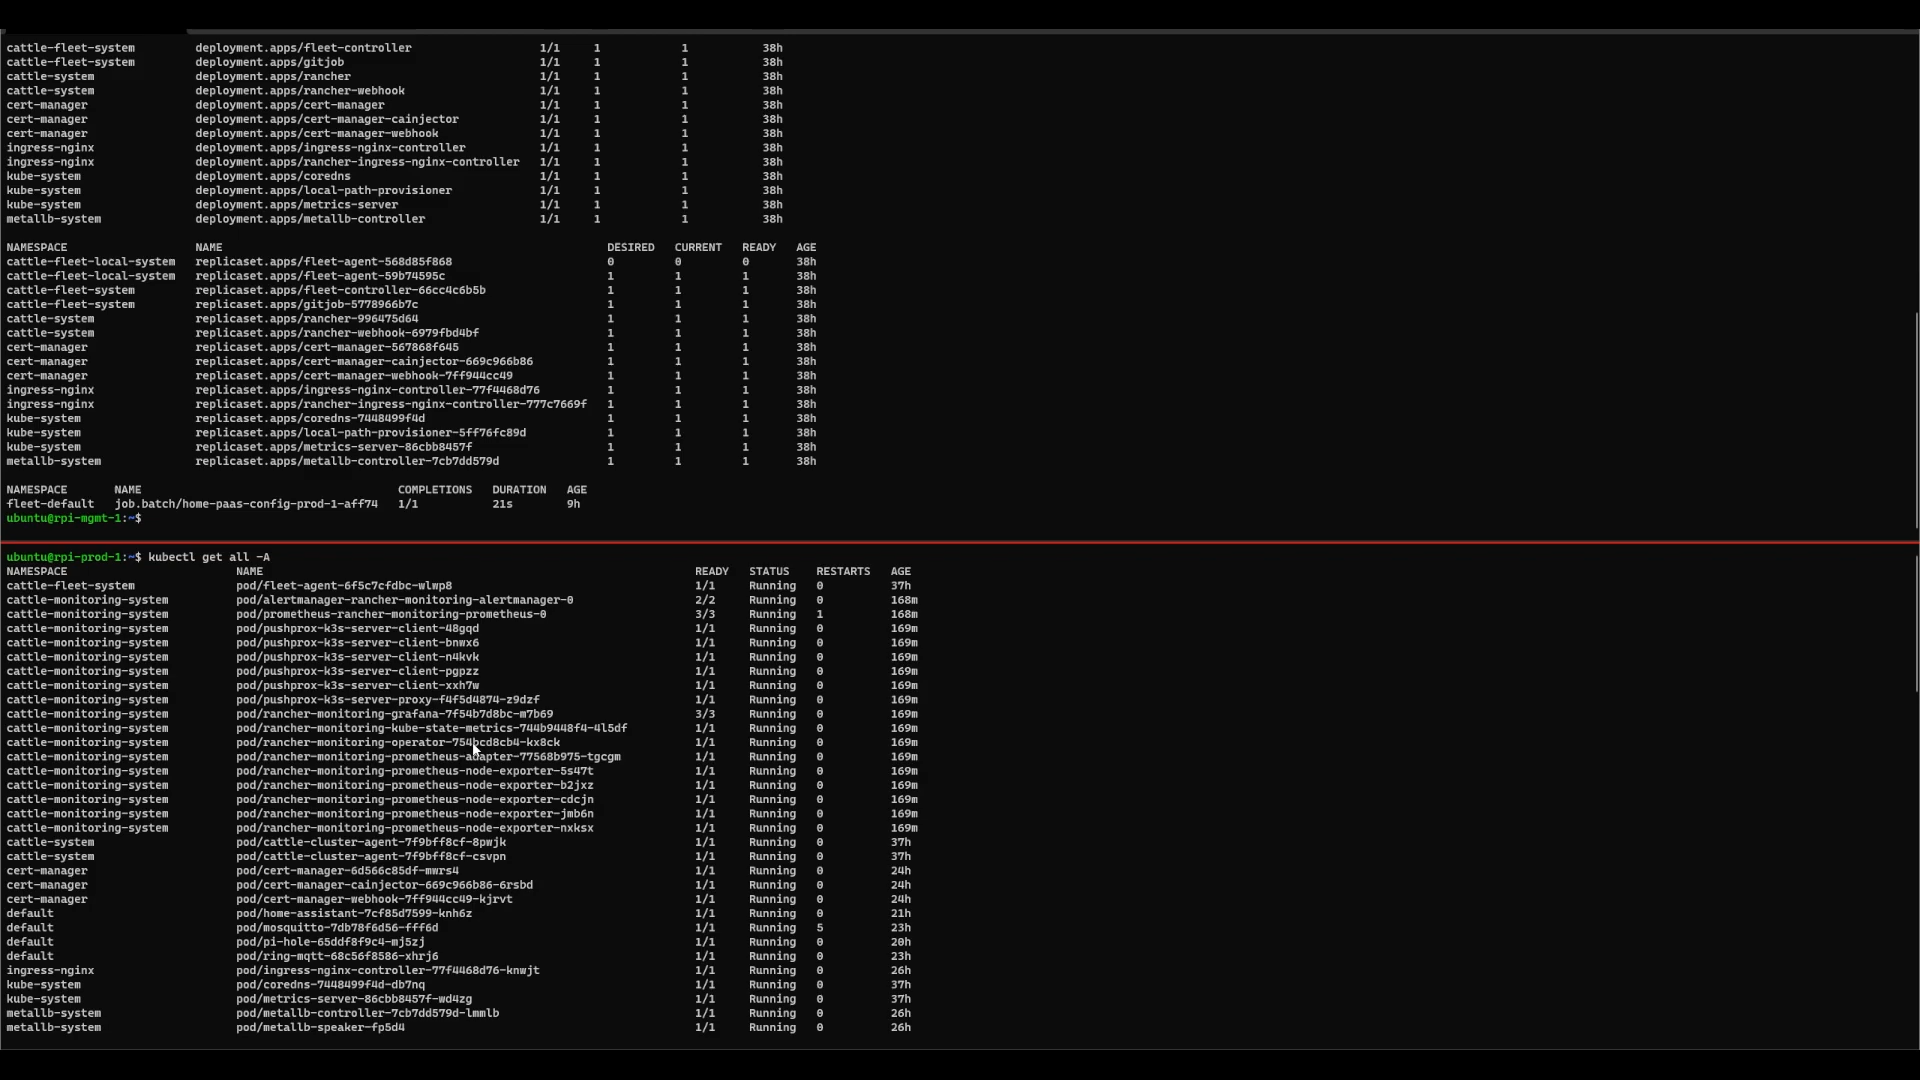 cattle-fleet-system deployment.apps/fleet-controller 1/1 1 1 38h
cattle-fleet-system deployment.apps/gitjob 1/1 1 1 38h
cattle-system deployment.apps/rancher 1/1 1 1 38h
cattle-system deployment.apps/rancher-webhook 1/1 1 1 38h
cert-manager deployment.apps/cert-manager 1/1 1 1 38h
cert-manager deployment.apps/cert-manager-cainjector 1/1 1 1 38h
cert-manager deployment.apps/cert-manager-webhook 1/1 1 1 38h
ingress-nginx deployment.apps/ingress-nginx-controller 1/1 1 1 38h
ingress-nginx deployment.apps/rancher-ingress-nginx-controller 1/1 1 1 38h
kube-system deployment.apps/coredns 1/1 1 1 38h
kube-system deployment.apps/local-path-provisioner 1/1 1 1 38h
kube-system deployment.apps/metrics-server 1/1 1 1 38h
metallb-system deployment.apps/metallb-controller 1/1 1 1 38h
NAMESPACE NAME DESIRED CURRENT READY AGE
cattle-fleet-local-system replicaset.apps/fleet-agent-568d85f868 0 0 0 38h
cattle-fleet-local-system replicaset.apps/fleet-agent-59b74595c 1 1 1 38h
cattle-fleet-system replicaset.apps/fleet-controller-66cc4c6b5b 1 1 1 38h
cattle-fleet-system replicaset.apps/gitjob-5778966b7c 1 1 1 38h
cattle-system replicaset.apps/rancher-996475d64 1 1 1 38h
cattle-system replicaset.apps/rancher-webhook-6979fbd4bf 1 1 1 38h
cert-manager replicaset.apps/cert-manager-567868f645 1 1 1 38h
cert-manager replicaset.apps/cert-manager-cainjector-669c966b86 1 1 1 38h
cert-manager replicaset.apps/cert-manager-webhook-7ff944cc49 1 1 1 38h
ingress-nginx replicaset.apps/ingress-nginx-controller-77f4468d76 1 1 1 38h
ingress-nginx replicaset.apps/rancher-ingress-nginx-controller-777c7669f 1 1 1 38h
kube-system replicaset.apps/coredns-7448499f4d 1 1 1 38h
kube-system replicaset.apps/local-path-provisioner-5ff76fc89d 1 1 1 38h
kube-system replicaset.apps/metrics-server-86cbb8457f 1 1 1 38h
metallb-system replicaset.apps/metallb-controller-7cb7dd579d 1 1 1 38h
NAMESPACE NAME COMPLETIONS DURATION AGE
fleet-default job.batch/home-paas-config-prod-1-aff74 1/1 21s 9h
ubuntu@rpi-mgmt-1:~$
ubuntu@rpi-prod-1:~$ kubectl get all -A
NAMESPACE NAME READY STATUS RESTARTS AGE
cattle-fleet-system pod/fleet-agent-6f5c7cfdbc-wlwp8 1/1 Running 0 37h
cattle-monitoring-system pod/alertmanager-rancher-monitoring-alertmanager-0 2/2 Running 0 168m
cattle-monitoring-system pod/prometheus-rancher-monitoring-prometheus-0 3/3 Running 1 168m
cattle-monitoring-system pod/pushprox-k3s-server-client-48gqd 1/1 Running 0 169m
cattle-monitoring-system pod/pushprox-k3s-server-client-bnwx6 1/1 Running 0 169m
cattle-monitoring-system pod/pushprox-k3s-server-client-n4kvk 1/1 Running 0 169m
cattle-monitoring-system pod/pushprox-k3s-server-client-pgpzz 1/1 Running 0 169m
cattle-monitoring-system pod/pushprox-k3s-server-client-xxh7w 1/1 Running 0 169m
cattle-monitoring-system pod/pushprox-k3s-server-proxy-f4f5d4874-z9dzf 1/1 Running 0 169m
cattle-monitoring-system pod/rancher-monitoring-grafana-7f54b7d8bc-m7b69 3/3 Running 0 169m
cattle-monitoring-system pod/rancher-monitoring-kube-state-metrics-744b9448f4-4l5df 1/1 Running 0 169m
cattle-monitoring-system pod/rancher-monitoring-operator-754bcd8cb4-kx8ck 1/1 Running 0 169m
cattle-monitoring-system pod/rancher-monitoring-prometheus-adapter-77568b975-tgcgm 1/1 Running 0 169m
cattle-monitoring-system pod/rancher-monitoring-prometheus-node-exporter-5s47t 1/1 Running 0 169m
cattle-monitoring-system pod/rancher-monitoring-prometheus-node-exporter-b2jxz 1/1 Running 0 169m
cattle-monitoring-system pod/rancher-monitoring-prometheus-node-exporter-cdcjn 1/1 Running 0 169m
cattle-monitoring-system pod/rancher-monitoring-prometheus-node-exporter-jmb6n 1/1 Running 0 169m
cattle-monitoring-system pod/rancher-monitoring-prometheus-node-exporter-nxksx 1/1 Running 0 169m
cattle-system pod/cattle-cluster-agent-7f9bff8cf-8pwjk 1/1 Running 0 37h
cattle-system pod/cattle-cluster-agent-7f9bff8cf-csvpn 1/1 Running 0 37h
cert-manager pod/cert-manager-6d566c85df-mwrs4 1/1 Running 0 24h
cert-manager pod/cert-manager-cainjector-669c966b86-6rsbd 1/1 Running 0 24h
cert-manager pod/cert-manager-webhook-7ff944cc49-kjrvt 1/1 Running 0 24h
default pod/home-assistant-7cf85d7599-knh6z 1/1 Running 0 21h
default pod/mosquitto-7db78f6d56-fff6d 1/1 Running 5 23h
default pod/pi-hole-65ddf8f9c4-mj5zj 1/1 Running 0 20h
default pod/ring-mqtt-68c56f8586-xhrj6 1/1 Running 0 23h
ingress-nginx pod/ingress-nginx-controller-77f4468d76-knwjt 1/1 Running 0 26h
kube-system pod/coredns-7448499f4d-db7nq 1/1 Running 0 37h
kube-system pod/metrics-server-86cbb8457f-wd4zg 1/1 Running 0 37h
metallb-system pod/metallb-controller-7cb7dd579d-lmmlb 1/1 Running 0 26h
metallb-system pod/metallb-speaker-fp5d4 1/1 Running 0 26h